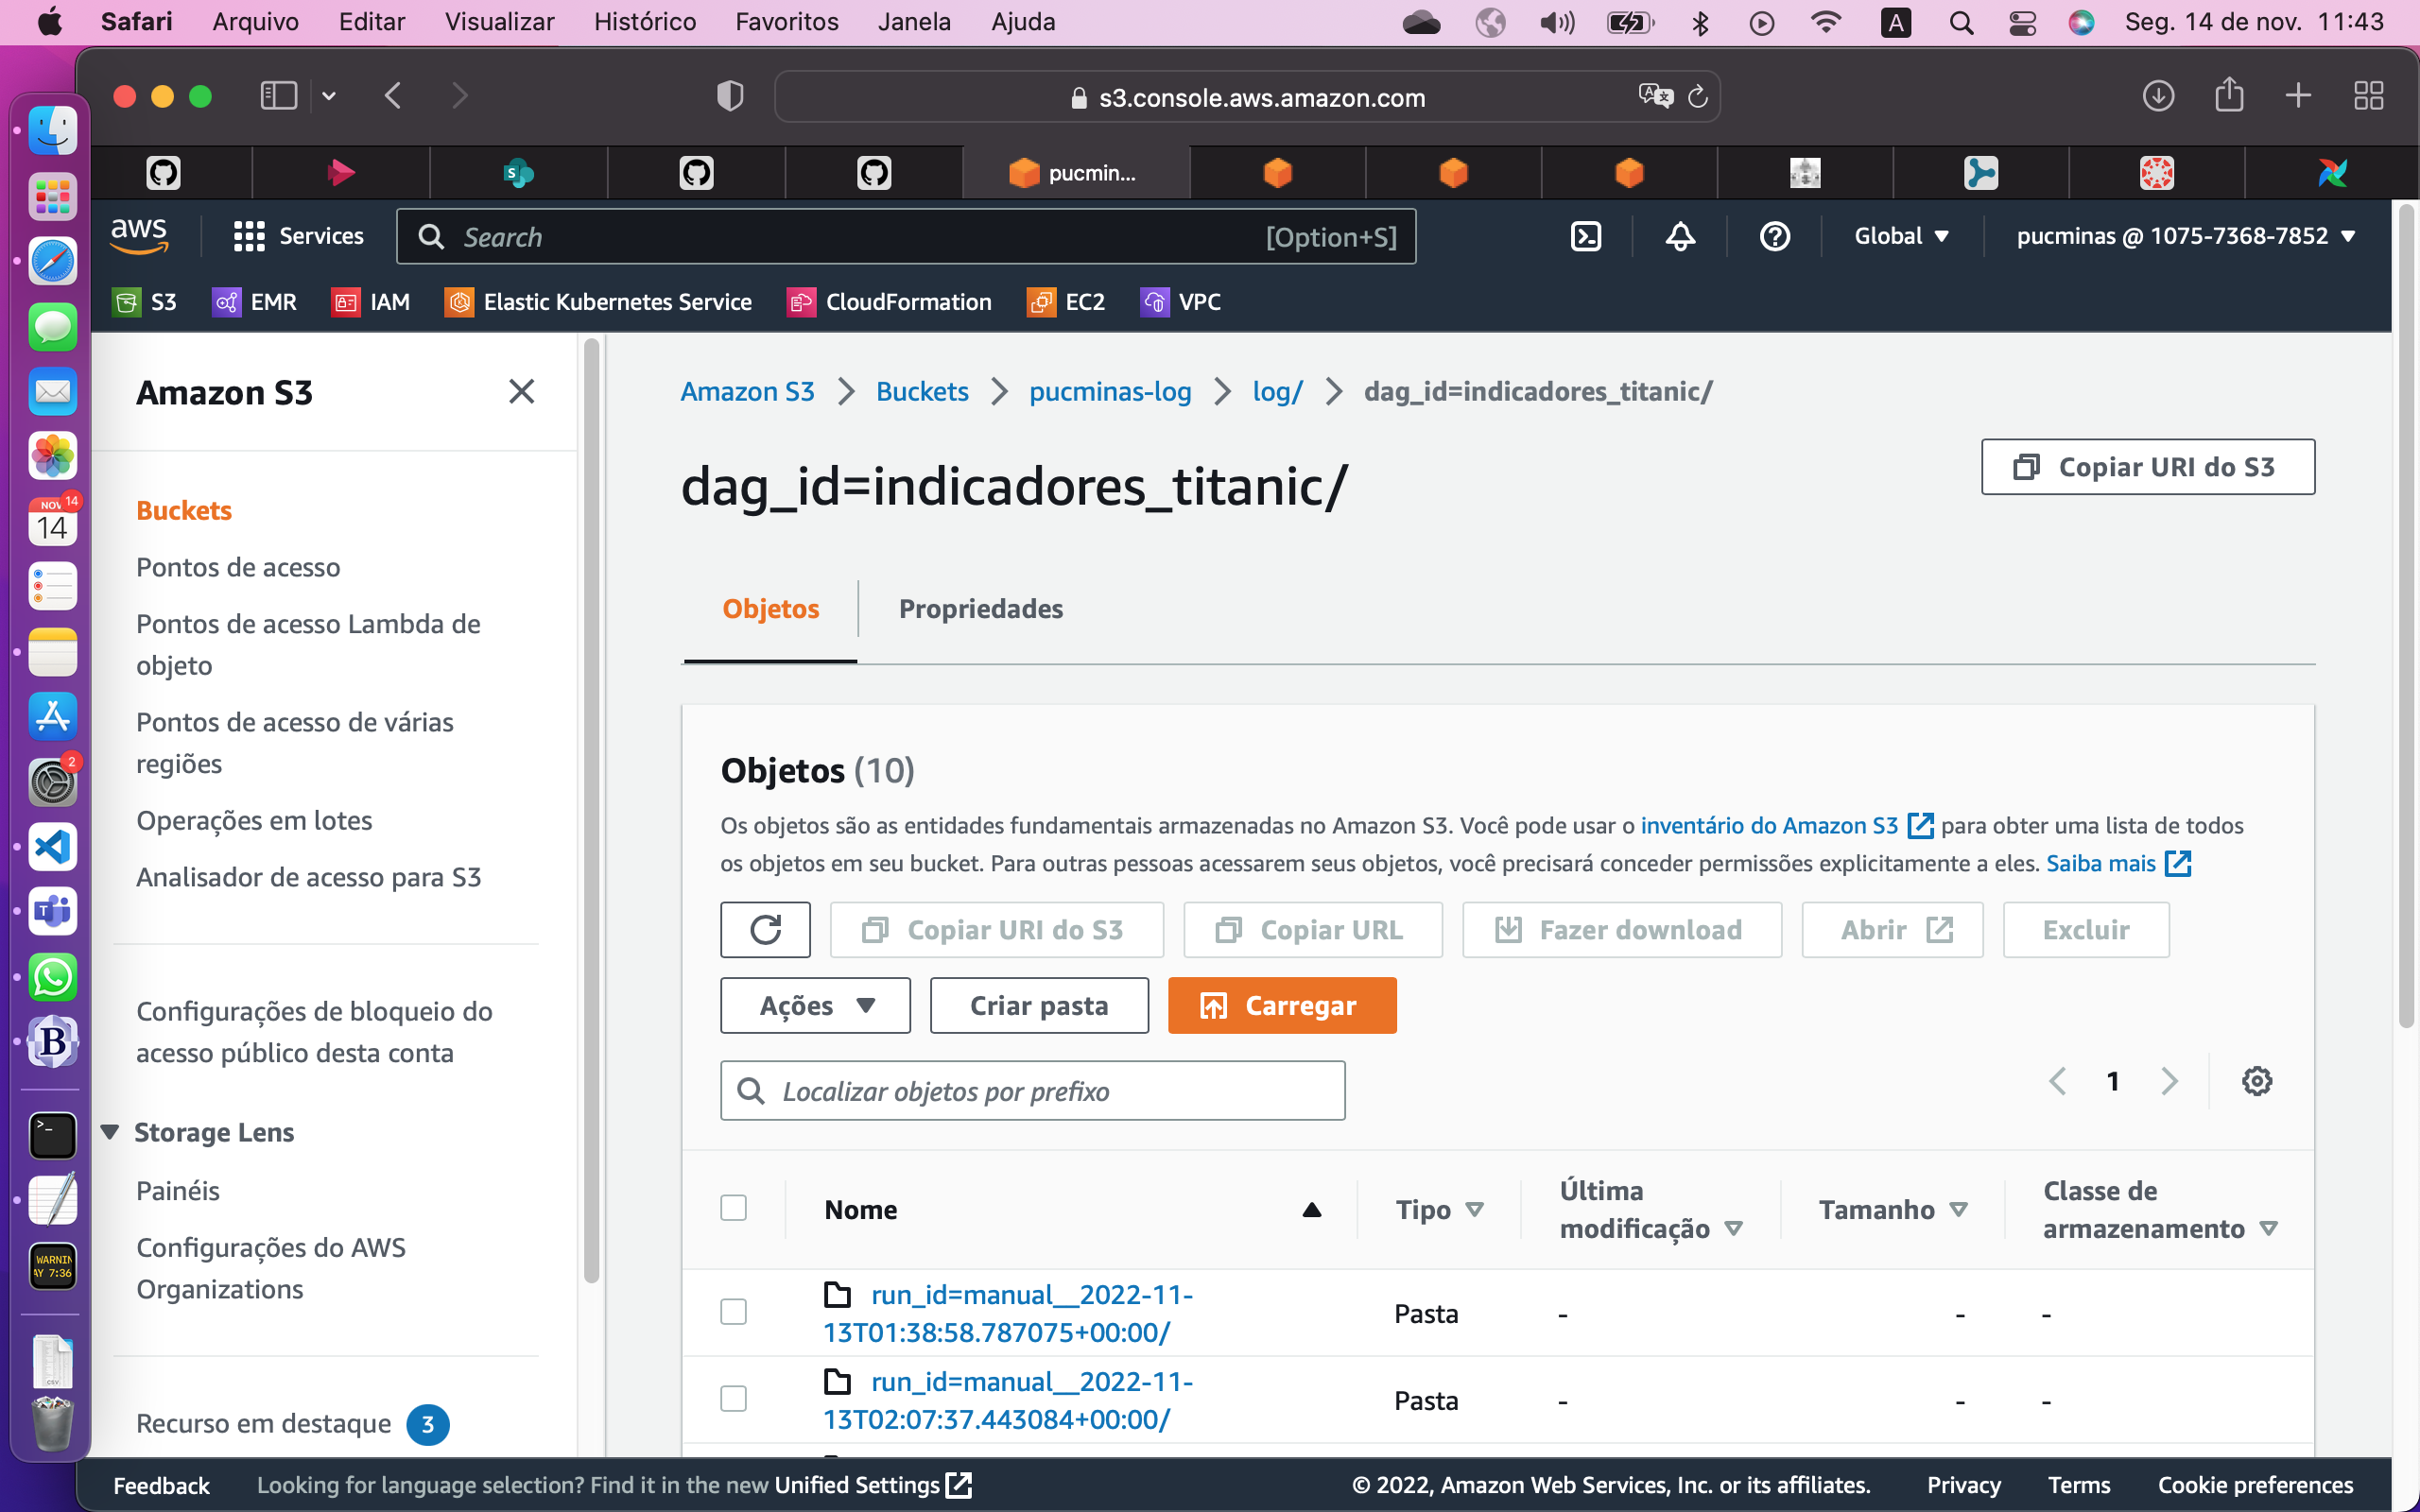 Safari Arquivo Editar Visualizar Histórico Favoritos Janela Ajuda A Seg. 14 de nov. 11:43
s3.console.aws.amazon.com
pucmin...
aws Services Search [Option+S] Global pucminas @ 1075-7368-7852
S3 EMR IAM Elastic Kubernetes Service CloudFormation EC2 VPC
Amazon S3
Buckets
Pontos de acesso
Pontos de acesso Lambda de
objeto
Pontos de acesso de várias
regiões
Operações em lotes
Analisador de acesso para S3
Configurações de bloqueio do
acesso público desta conta
Storage Lens
Painéis
Configurações do AWS
Organizations
Recurso em destaque 3
Amazon S3 Buckets pucminas-log log/ dag_id=indicadores_titanic/
dag_id=indicadores_titanic/
Copiar URI do S3
Objetos Propriedades
Objetos (10)
Os objetos são as entidades fundamentais armazenadas no Amazon S3. Você pode usar o inventário do Amazon S3 para obter uma lista de todos
os objetos em seu bucket. Para outras pessoas acessarem seus objetos, você precisará conceder permissões explicitamente a eles. Saiba mais
Copiar URI do S3 Copiar URL Fazer download Abrir Excluir
Ações Criar pasta Carregar
Localizar objetos por prefixo
1
Nome Tipo Última modificação Tamanho Classe de armazenamento
run_id=manual__2022-11-
13T01:38:58.787075+00:00/ Pasta - - -
run_id=manual__2022-11-
13T02:07:37.443084+00:00/ Pasta - - -
NOV 14
14
2
WARNIN
AY 7:36
Feedback Looking for language selection? Find it in the new Unified Settings © 2022, Amazon Web Services, Inc. or its affiliates. Privacy Terms Cookie preferences